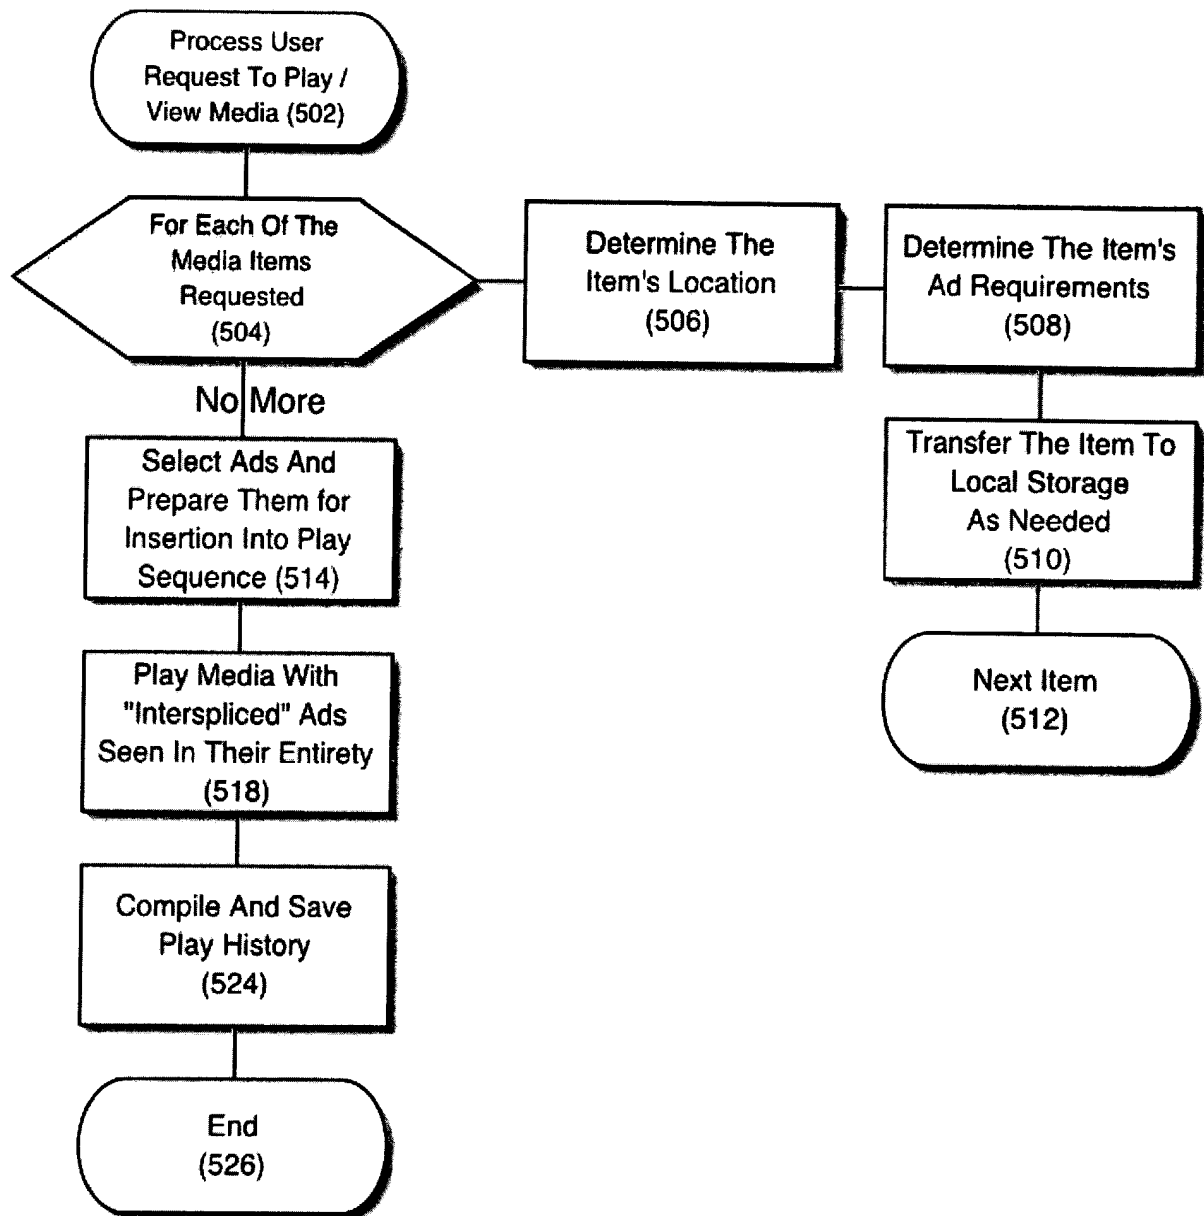 Process User
Request To Play /
View Media (502)
For Each Of The
Media Items
Requested
(504)
Determine The
Item's Location
(506)
Determine The Item's
Ad Requirements
(508)
Transfer The Item To
Local Storage
As Needed
(510)
Next Item
(512)
No More
Select Ads And
Prepare Them for
Insertion Into Play
Sequence (514)
Play Media With
"Interspliced" Ads
Seen In Their Entirety
(518)
Compile And Save
Play History
(524)
End
(526)